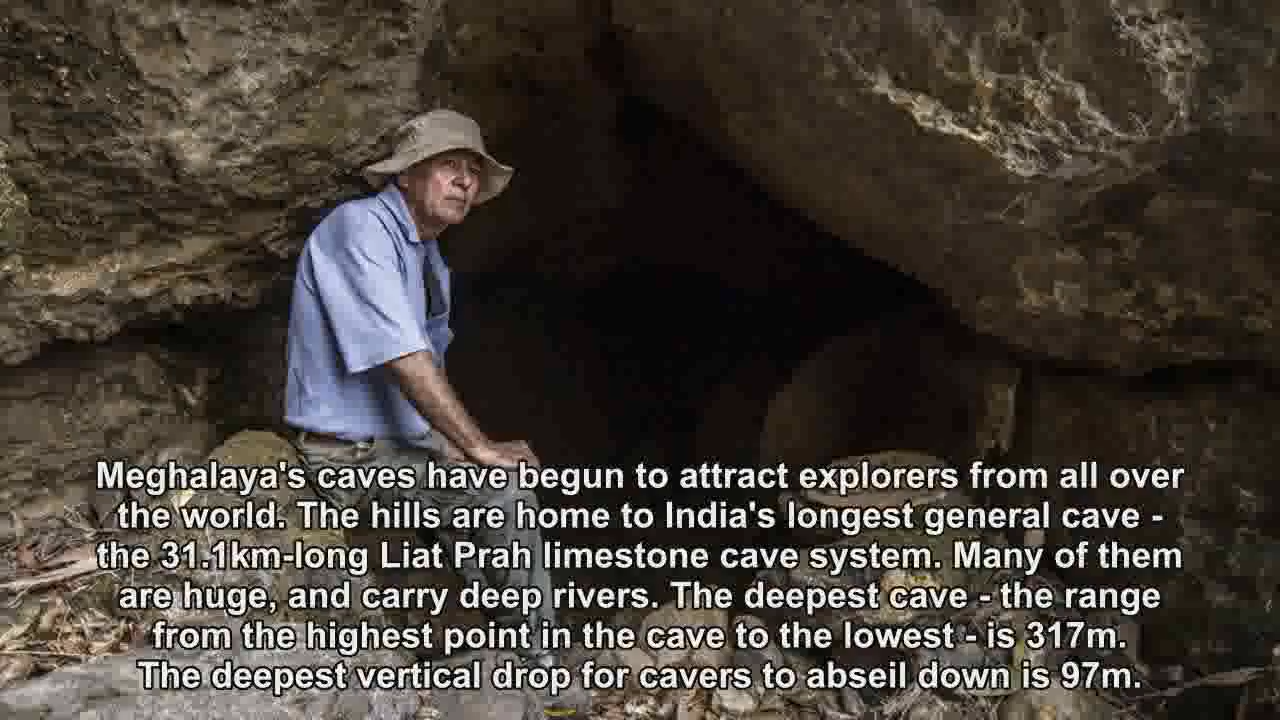 Meghalaya's caves have begun to attract explorers from all over
the world. The hills are home to India's longest general cave -
the 31.1km-long Liat Prah limestone cave system. Many of them
are huge, and carry deep rivers. The deepest cave - the range
from the highest point in the cave to the lowest - is 317m.
The deepest vertical drop for cavers to abseil down is 97m.